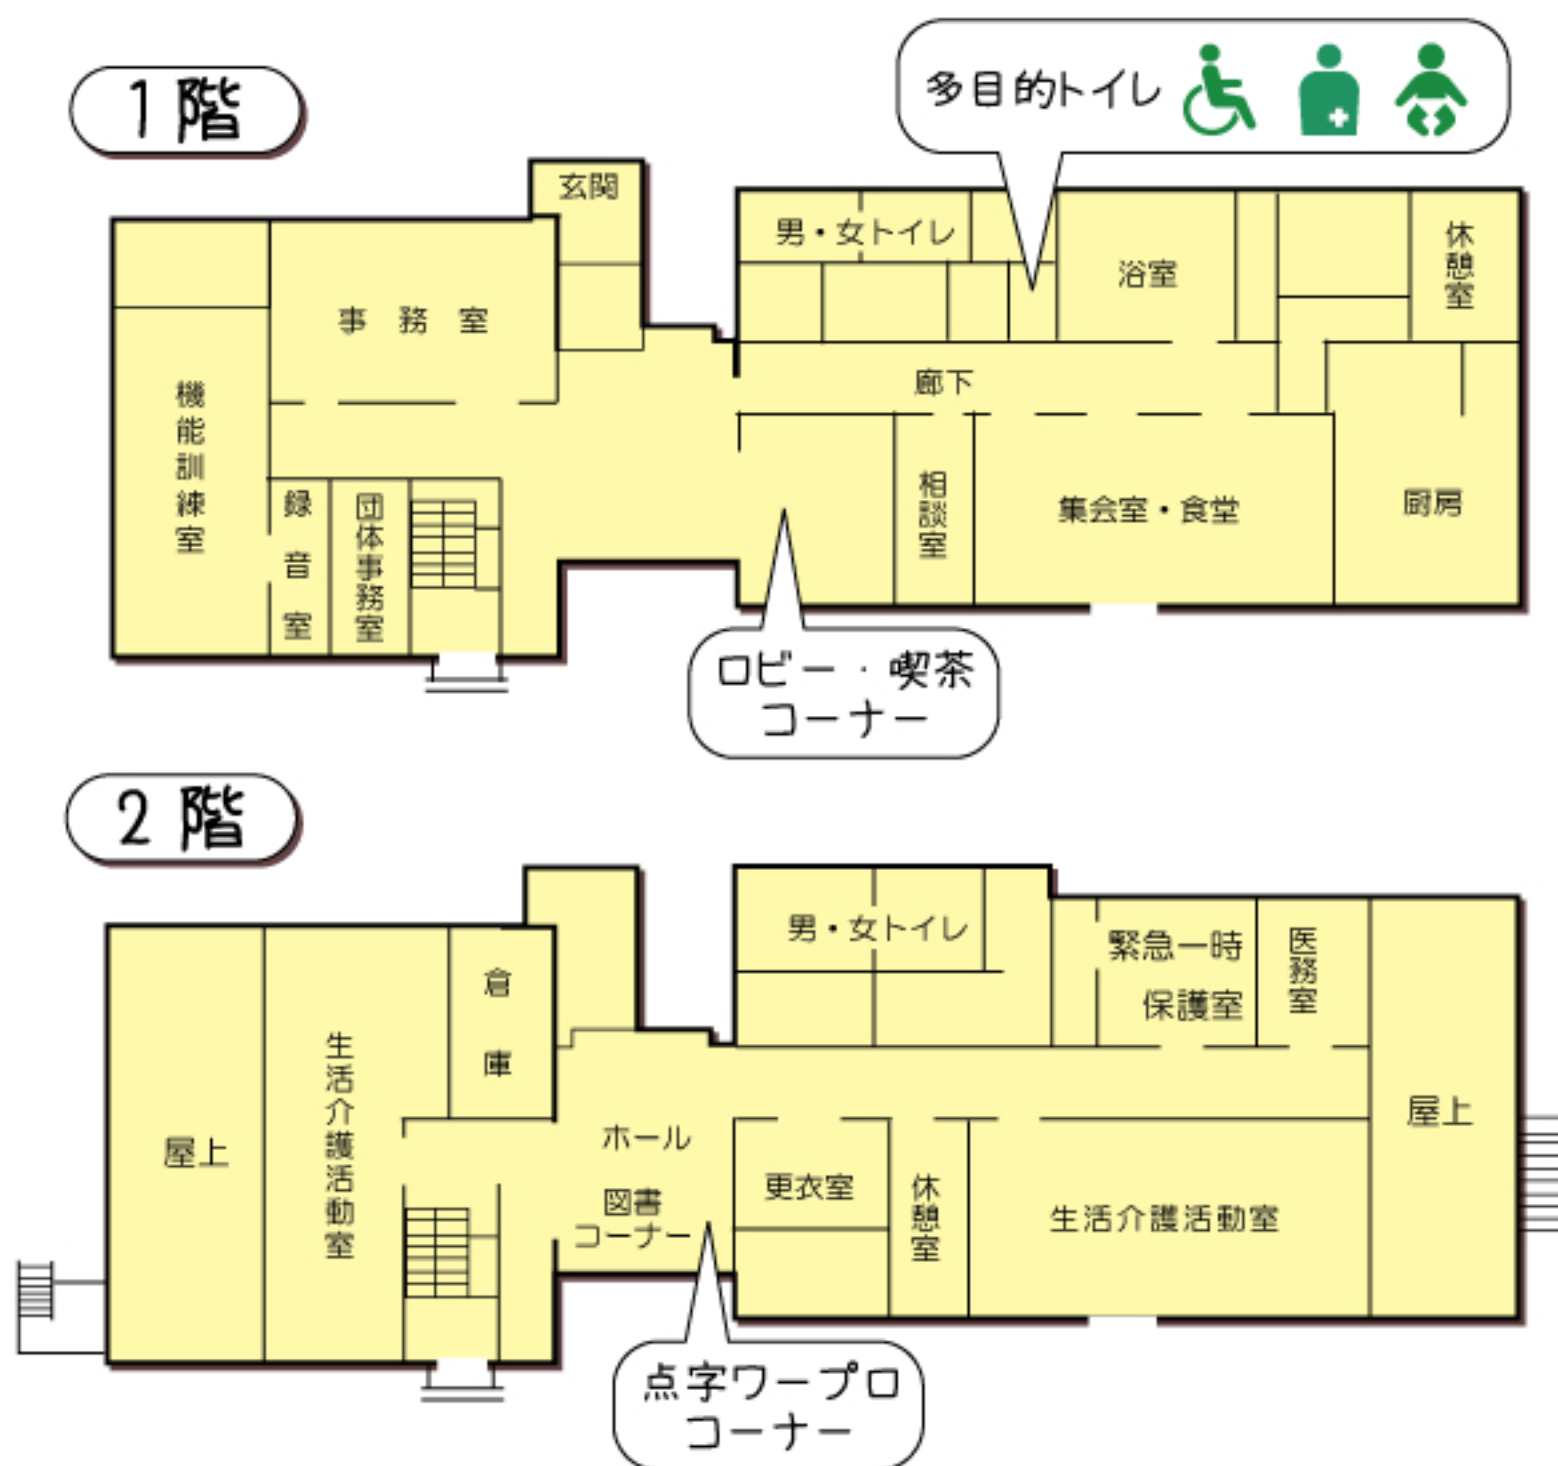 1階
多目的トイレ
玄関
男・女トイレ
浴室
休憩室
事務室
機能訓練室
廊下
録音室
団体事務室
相談室
集会室・食堂
厨房
ロビー・喫茶
コーナー
2階
男・女トイレ
緊急一時
保護室
医務室
倉庫
生活介護活動室
屋上
ホール
図書
コーナー
更衣室
休憩室
生活介護活動室
屋上
点字ワープロ
コーナー